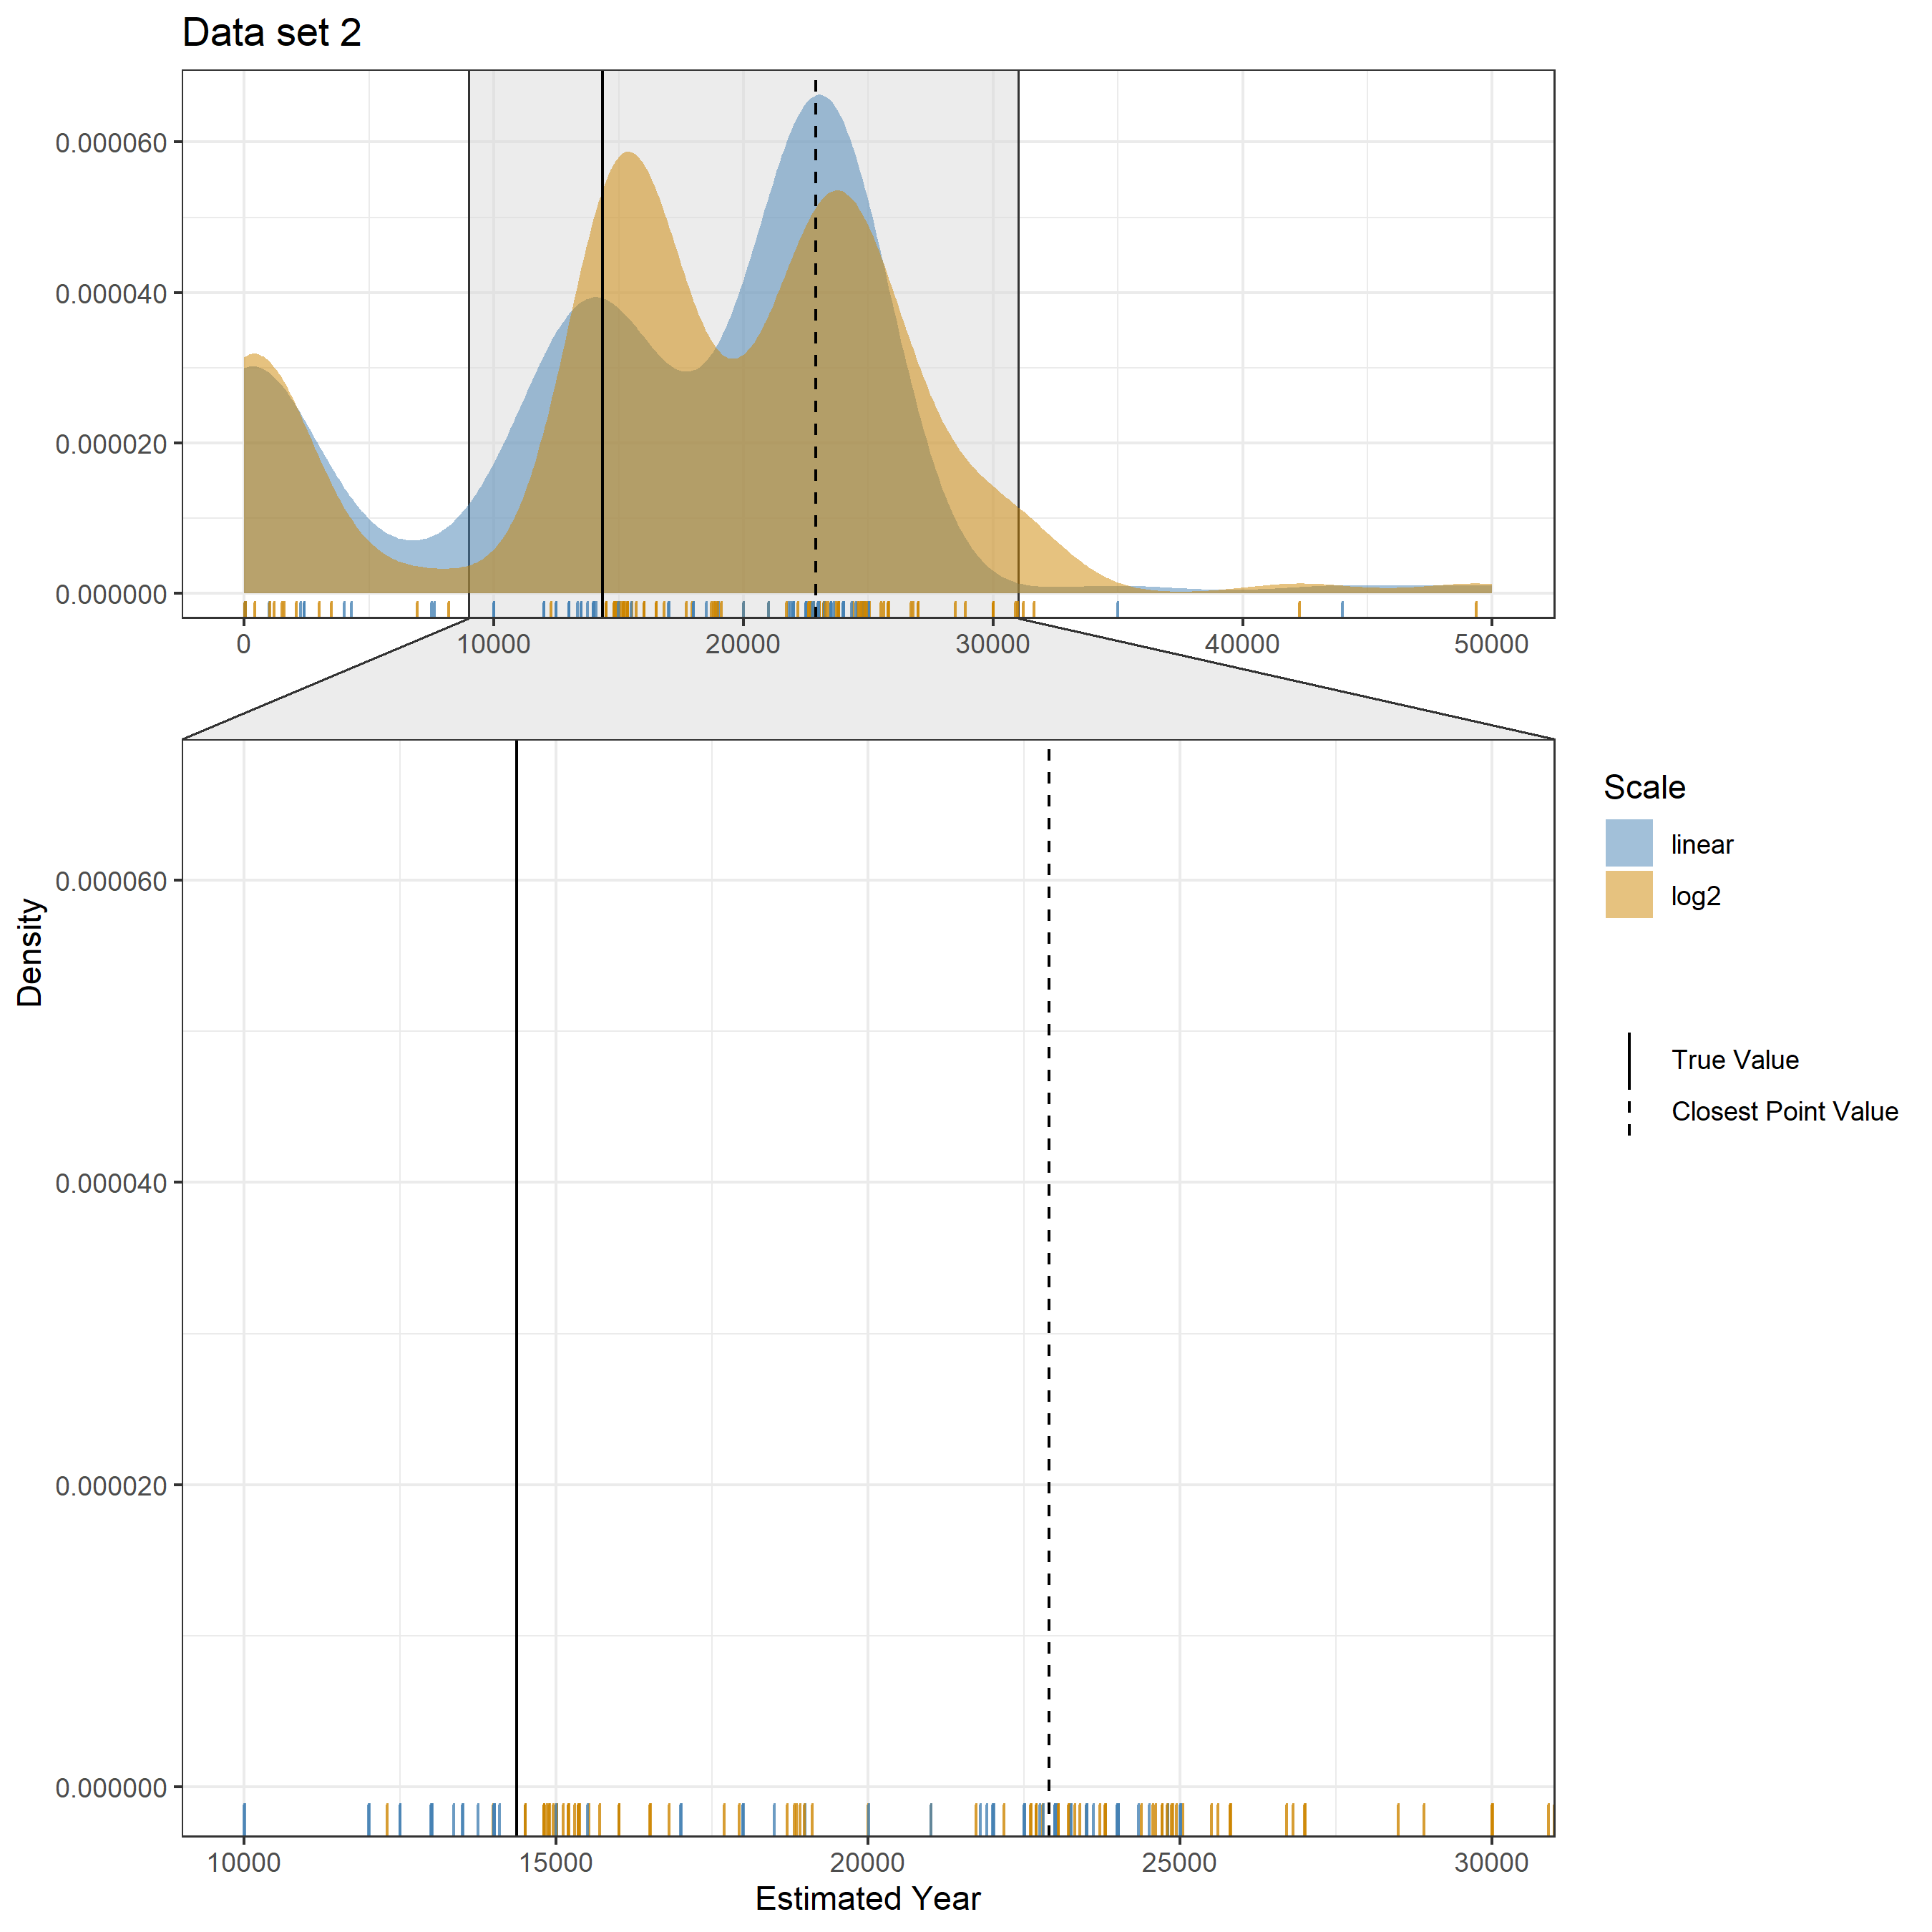 Data set 2
0.000060
0.000040
0.000020
0.000000
0 10000 20000 30000 40000 50000
Density
0.000060
0.000040
0.000020
0.000000
10000 15000 20000 25000 30000
Estimated Year
Scale
linear
log2
True Value
Closest Point Value